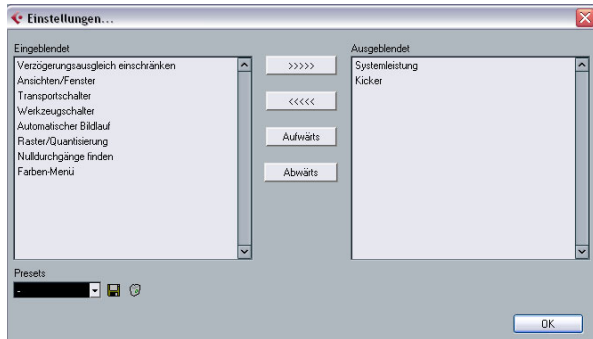 Einstellungen...
Eingeblendet
Verzögerungsausgleich einschränken
Ansichten/Fenster
Transportschalter
Werkzeugschalter
Automatischer Bildlauf
Raster/Quantisierung
Nulldurchgänge finden
Farben-Menü
>>>>>
<<<<<
Aufwärts
Abwärts
Ausgeblendet
Systemleistung
Kicker
Presets
-
OK